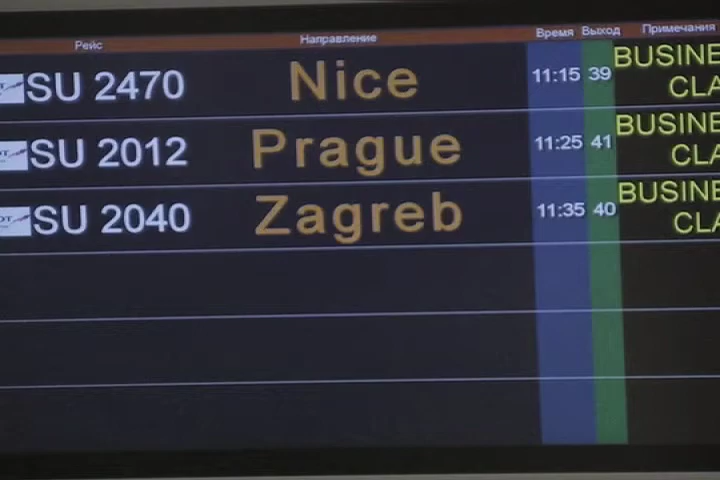 Рейс Направление Время Выход Примечания
SU 2470 Nice 11:15 39 BUSINE
CLA
SU 2012 Prague 11:25 41 BUSINE
CLA
SU 2040 Zagreb 11:35 40 BUSINE
CLA